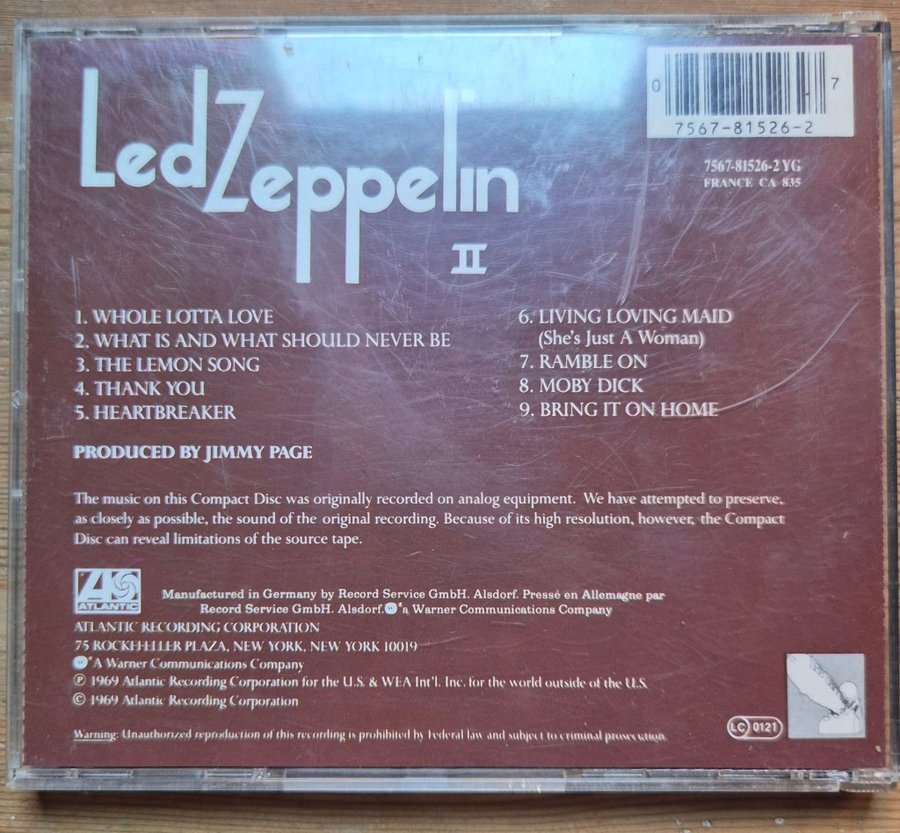 Led Zeppelin
II
0 7
7567-81526-2
7567-81526-2 YG
FRANCE CA 835
1. WHOLE LOTTA LOVE
2. WHAT IS AND WHAT SHOULD NEVER BE
3. THE LEMON SONG
4. THANK YOU
5. HEARTBREAKER
6. LIVING LOVING MAID
(She's Just A Woman)
7. RAMBLE ON
8. MOBY DICK
9. BRING IT ON HOME
PRODUCED BY JIMMY PAGE
The music on this Compact Disc was originally recorded on analog equipment. We have attempted to preserve,
as closely as possible, the sound of the original recording. Because of its high resolution, however, the Compact
Disc can reveal limitations of the source tape.
ATLANTIC
Manufactured in Germany by Record Service GmbH. Alsdorf. Pressé en Allemagne par
Record Service GmbH. Alsdorf. a Warner Communications Company
ATLANTIC RECORDING CORPORATION
75 ROCKEFELLER PLAZA, NEW YORK, NEW YORK 10019
A Warner Communications Company
℗ 1969 Atlantic Recording Corporation for the U.S. & WEA Int'l. Inc. for the world outside of the U.S.
© 1969 Atlantic Recording Corporation
Warning: Unauthorized reproduction of this recording is prohibited by Federal law and subject to criminal prosecution.
LC 0121